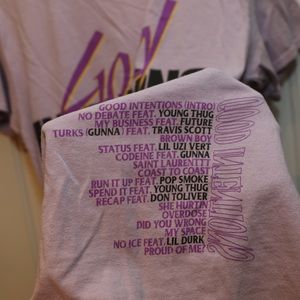 GOOD INTENTIONS (INTRO)
NO DEBATE FEAT. YOUNG THUG
MY BUSINESS FEAT. FUTURE
TURKS (GUNNA) FEAT. TRAVIS SCOTT
BROWN BOY
STATUS FEAT. LIL UZI VERT
CODEINE FEAT. GUNNA
SAINT LAURENTTT
COAST TO COAST
RUN IT UP FEAT. POP SMOKE
SPEND IT FEAT. YOUNG THUG
RECAP FEAT. DON TOLIVER
SHE HURTIN
OVERDOSE
DID YOU WRONG
MY SPACE
NO ICE FEAT. LIL DURK
PROUD OF ME?
GOOD INTENTIONS